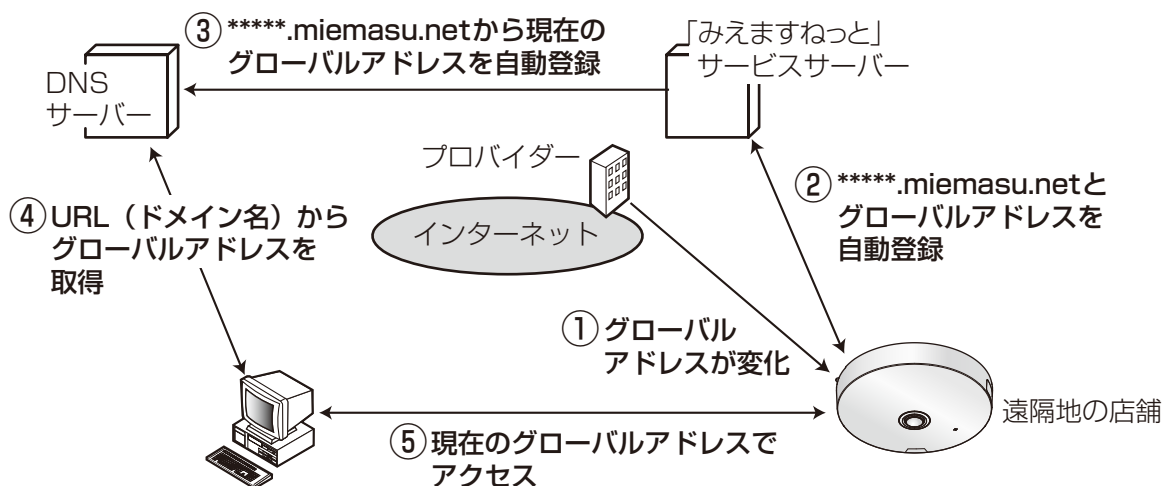 ③*****.miemasu.netから現在の
グローバルアドレスを自動登録
「みえますねっと」
サービスサーバー
DNS
サーバー
プロバイダー
②*****.miemasu.netと
グローバルアドレスを
自動登録
④URL（ドメイン名）から
グローバルアドレスを
取得
インターネット
①グローバル
アドレスが変化
遠隔地の店舗
⑤現在のグローバルアドレスで
アクセス